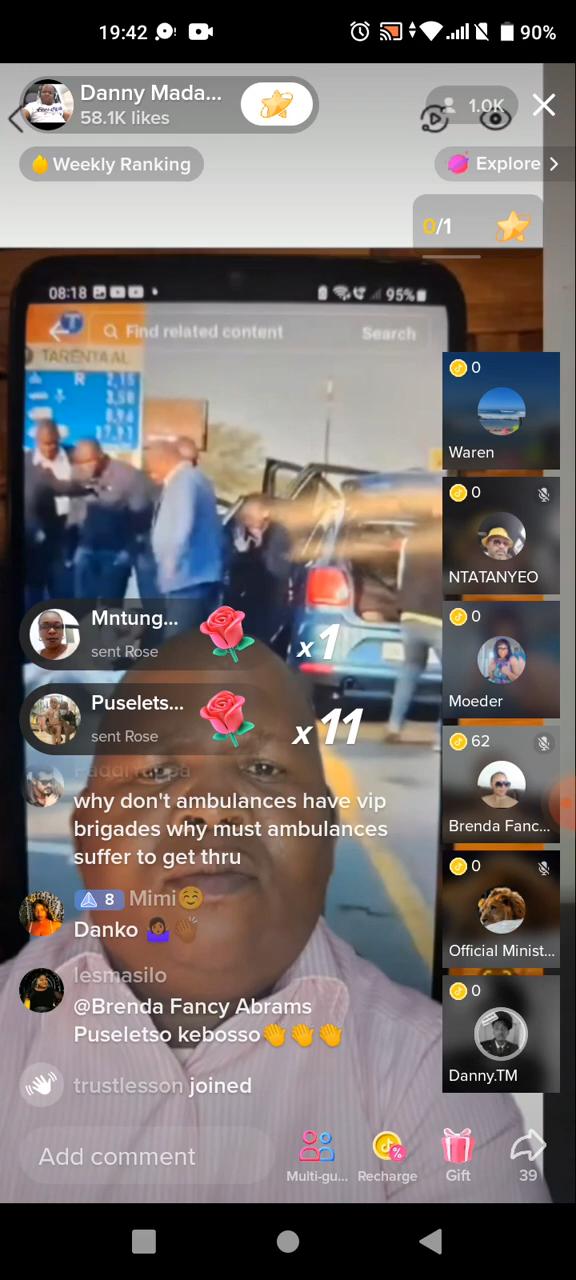 19:42
90%
Danny Mada...
58.1K likes
1.0K
Weekly Ranking
Explore
0/1
08:18
95%
Find related content
Search
TARENTAAL
R
0
Waren
0
NTATANYEO
0
Moeder
62
Brenda Fanc...
0
Official Minist...
0
Danny.TM
Mntung...
sent Rose
x1
Puselets...
sent Rose
x11
why don't ambulances have vip
brigades why must ambulances
suffer to get thru
8 Mimi☺️
Danko 🤷🏾‍♀️👏🏾
lesmasilo
@Brenda Fancy Abrams
Puseletso kebosso👏👏👏
trustlesson joined
Add comment
Multi-gu...
Recharge
Gift
39